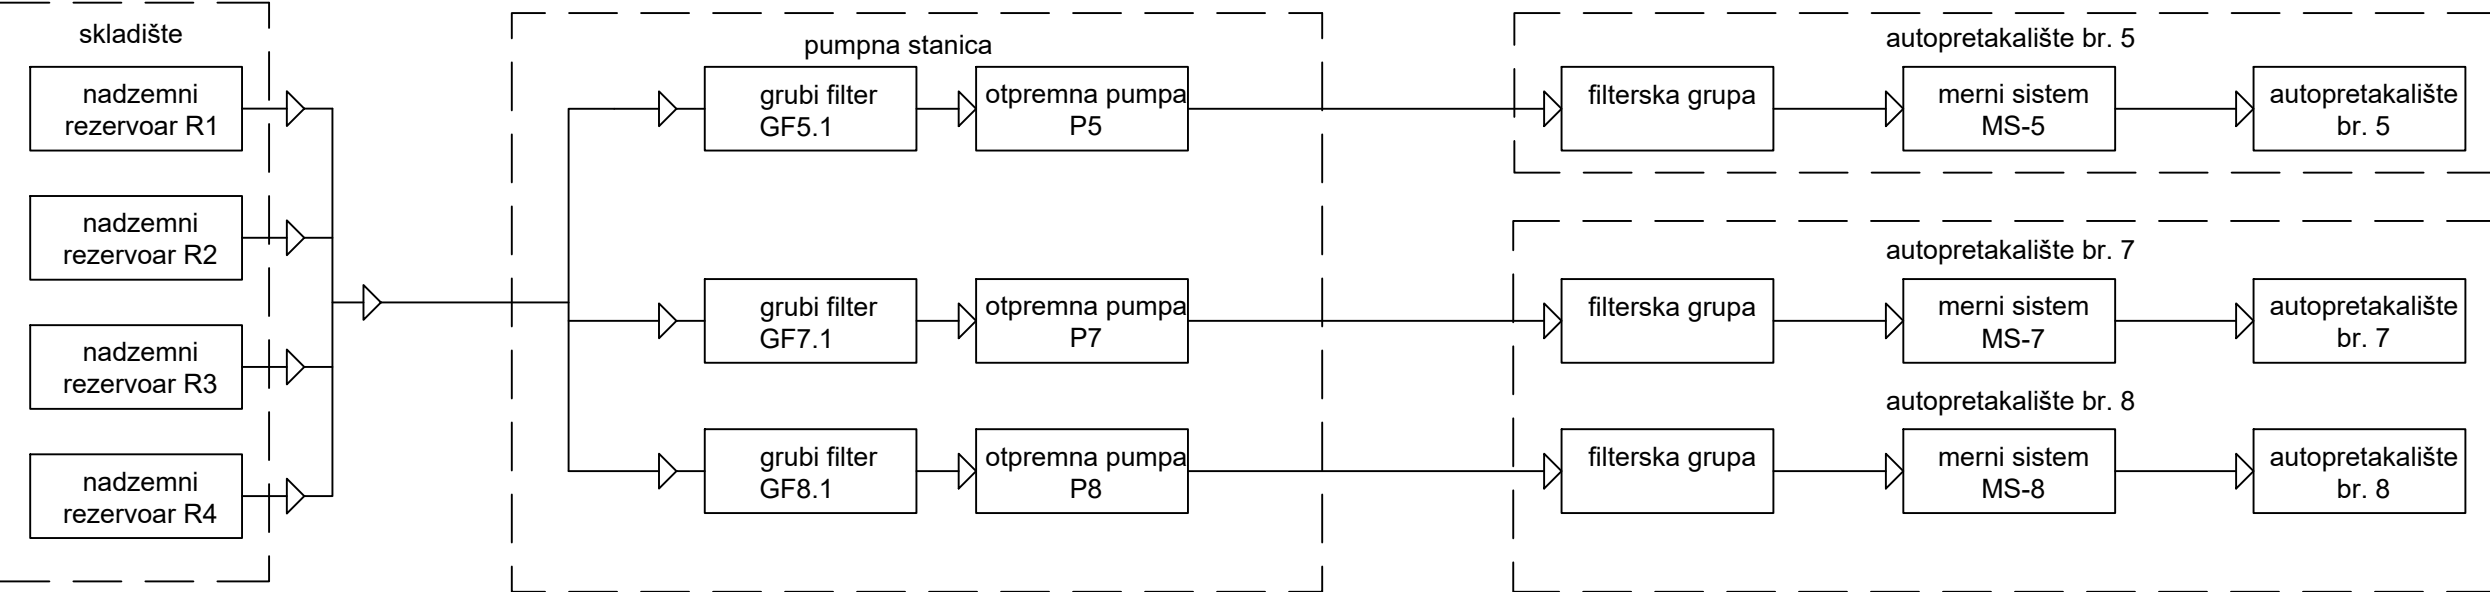 skladište
nadzemni
rezervoar R1
nadzemni
rezervoar R2
nadzemni
rezervoar R3
nadzemni
rezervoar R4
pumpna stanica
grubi filter
GF5.1
otpremna pumpa
P5
grubi filter
GF7.1
otpremna pumpa
P7
grubi filter
GF8.1
otpremna pumpa
P8
autopretakalište br. 5
filterska grupa
merni sistem
MS-5
autopretakalište
br. 5
autopretakalište br. 7
filterska grupa
merni sistem
MS-7
autopretakalište
br. 7
autopretakalište br. 8
filterska grupa
merni sistem
MS-8
autopretakalište
br. 8